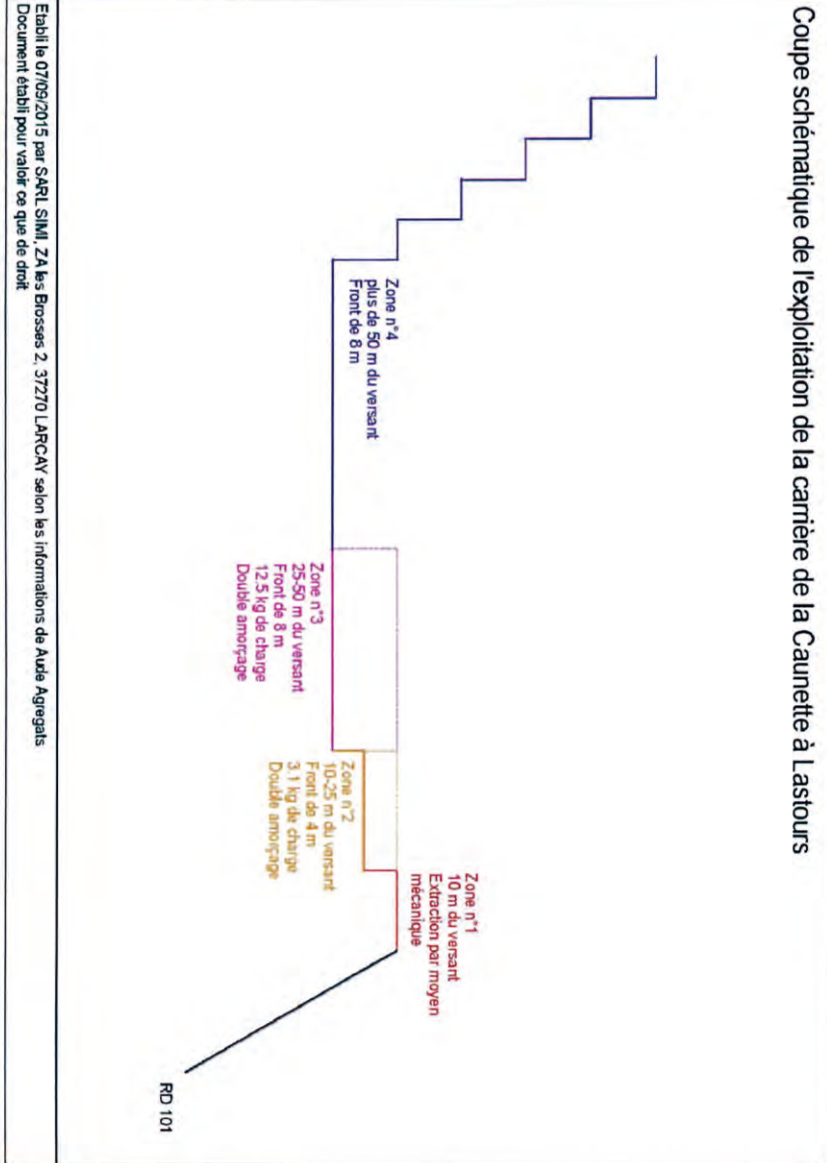 Coupe schématique de l'exploitation de la carrière de la Caunette à Lastours
Zone n°4
plus de 50 m du versant
Front de 8 m
Zone n°3
25-50 m du versant
Front de 8 m
12.5 kg de charge
Double amorçage
Zone n°2
10-25 m du versant
Front de 4 m
3.1 kg de charge
Double amorçage
Zone n°1
10 m du versant
Extraction par moyen
mécanique
RD 101
Etabli le 07/09/2015 par SARL SIMI, ZA les Brosses 2, 37270 LARCAY selon les informations de Aude Agregats
Document établi pour valoir ce que de droit